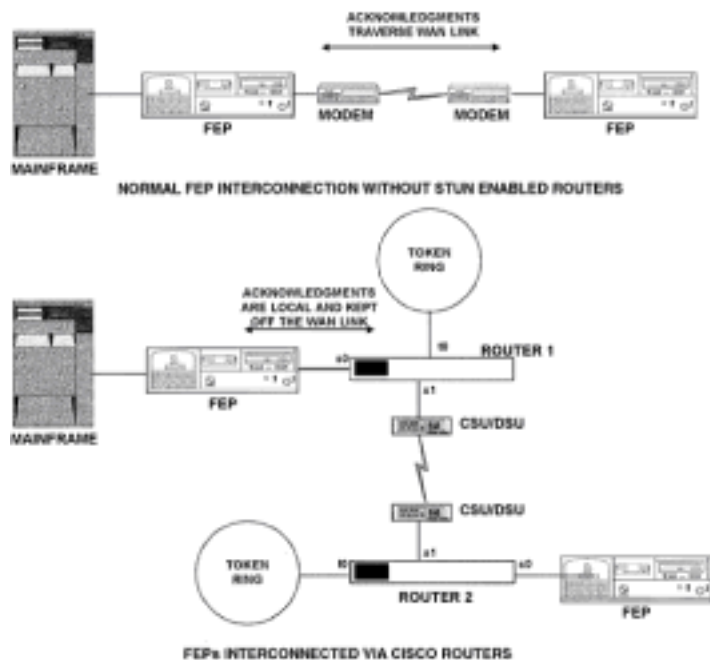 ACKNOWLEDGMENTS
TRAVERSE WAN LINK
FEP
MODEM
MODEM
FEP
MAINFRAME
NORMAL FEP INTERCONNECTION WITHOUT STUN ENABLED ROUTERS
TOKEN
RING
ACKNOWLEDGMENTS
ARE LOCAL AND KEPT
OFF THE WAN LINK
t0
ROUTER 1
s0
FEP
s1
MAINFRAME
CSU/DSU
CSU/DSU
s1
TOKEN
RING
t0
s0
ROUTER 2
FEP
FEPs INTERCONNECTED VIA CISCO ROUTERS